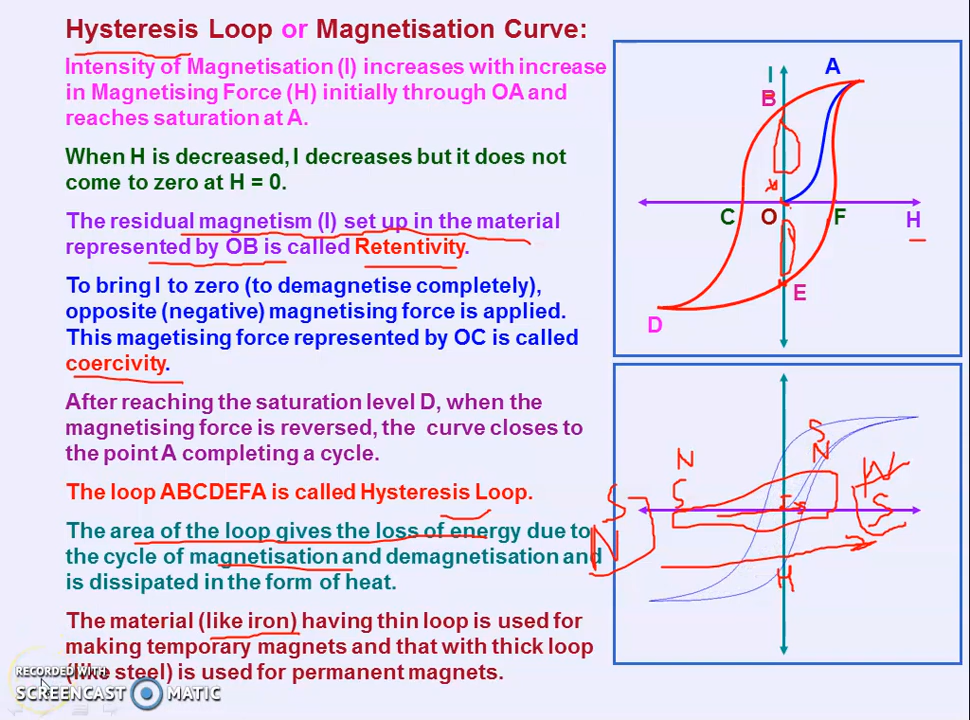 Hysteresis Loop or Magnetisation Curve:
Intensity of Magnetisation (I) increases with increase
in Magnetising Force (H) initially through OA and
reaches saturation at A.
When H is decreased, I decreases but it does not
come to zero at H = 0.
The residual magnetism (I) set up in the material
represented by OB is called Retentivity.
To bring I to zero (to demagnetise completely),
opposite (negative) magnetising force is applied.
This magetising force represented by OC is called
coercivity.
After reaching the saturation level D, when the
magnetising force is reversed, the curve closes to
the point A completing a cycle.
The loop ABCDEFA is called Hysteresis Loop.
The area of the loop gives the loss of energy due to
the cycle of magnetisation and demagnetisation and
is dissipated in the form of heat.
The material (like iron) having thin loop is used for
making temporary magnets and that with thick loop
(like steel) is used for permanent magnets.
RECORDED WITH
SCREENCAST MATIC
I
A
B
C
O
F
H
E
D
S
N
N
N
S
S
S
N
H